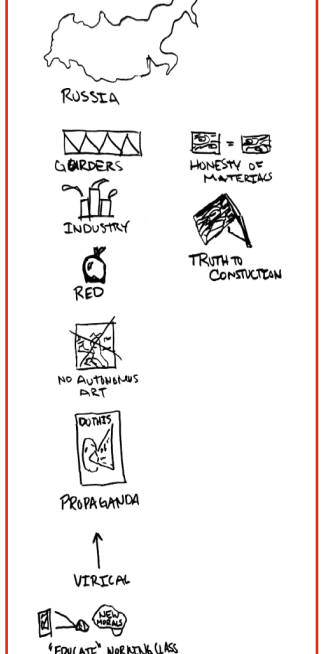 RUSSIA
GARDERS
=
HONESTY OF
MATERIALS
INDUSTRY
TRUTH TO
CONSTUCTION
RED
NO AUTONOMUS
ART
DO THIS
PROPAGANDA
VIRICAL
NEW
MORALS
"EDUCATE" WORKING CLASS